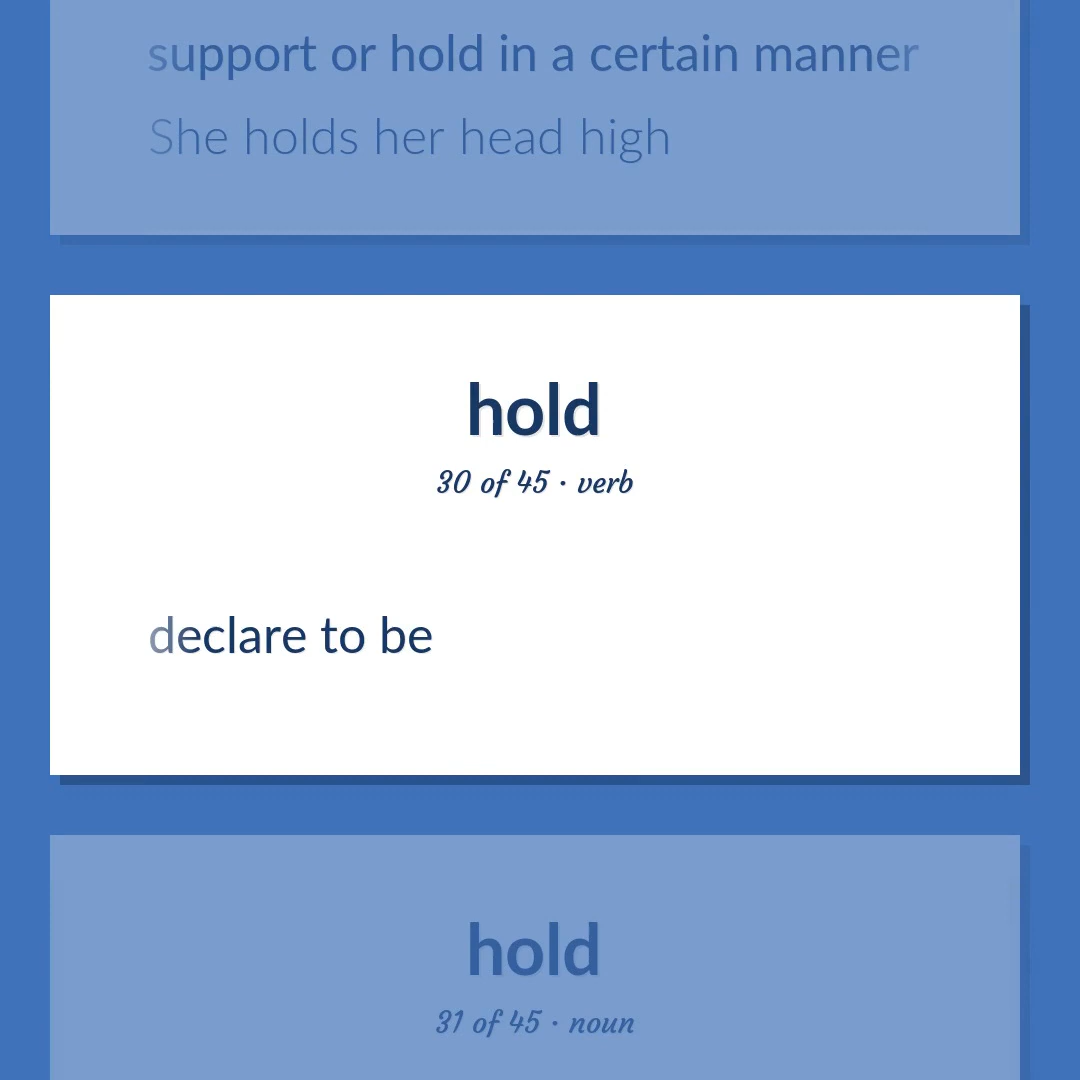 support or hold in a certain manner
She holds her head high
hold
30 of 45 · verb
declare to be
hold
31 of 45 · noun